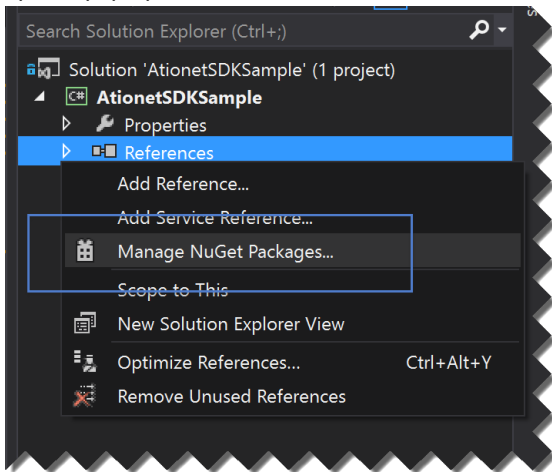 Search Solution Explorer (Ctrl+;)
Solution 'AtionetSDKSample' (1 project)
C# AtionetSDKSample
Properties
References
Add Reference...
Add Service Reference...
Manage NuGet Packages...
Scope to This
New Solution Explorer View
Optimize References... Ctrl+Alt+Y
Remove Unused References